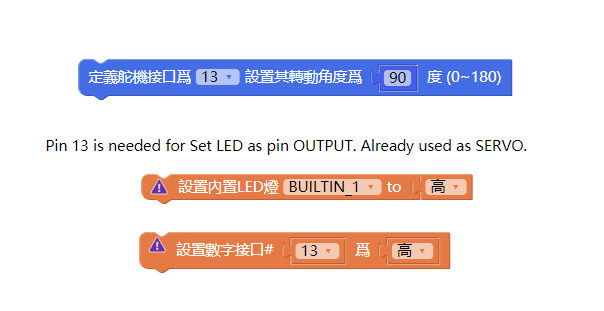 定義舵機接口爲 13 設置其轉動角度爲 90 度 (0~180)
Pin 13 is needed for Set LED as pin OUTPUT. Already used as SERVO.
設置內置LED燈 BUILTIN_1 to 高
設置數字接口# 13 爲 高